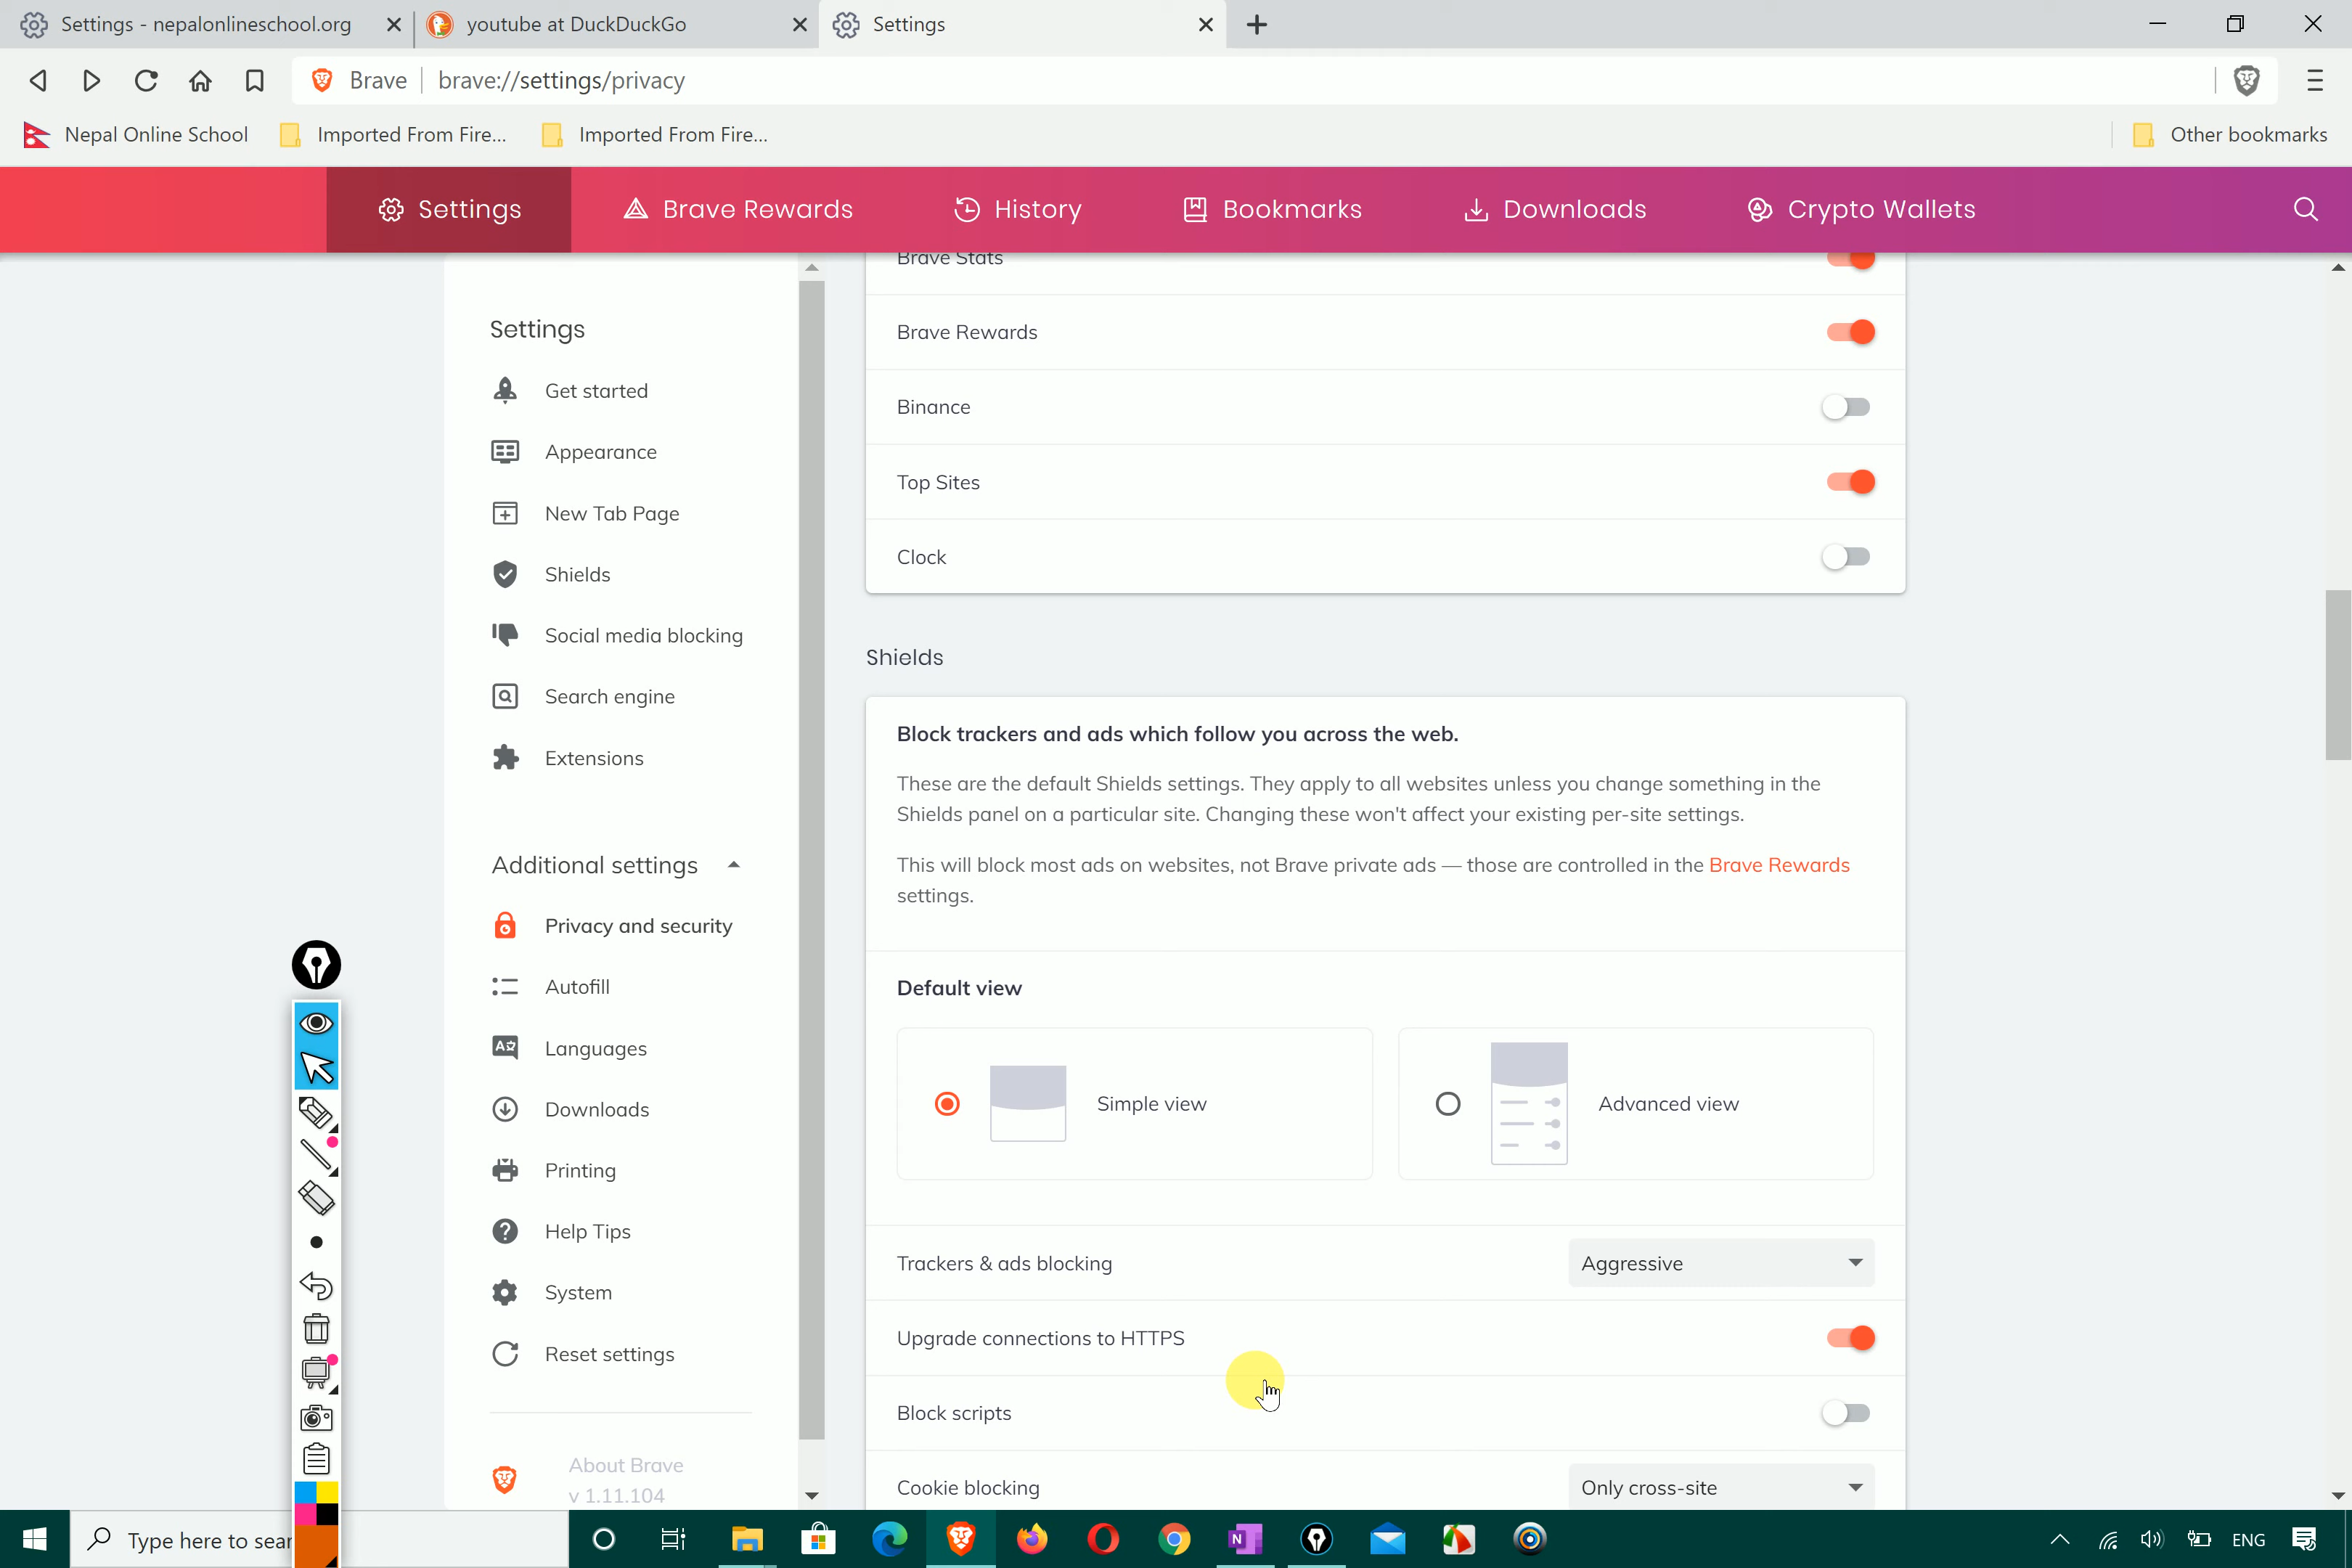 Settings - nepalonlineschool.org
youtube at DuckDuckGo
Settings
Brave
brave://settings/privacy
Nepal Online School
Imported From Fire...
Imported From Fire...
Other bookmarks
Settings
Brave Rewards
History
Bookmarks
Downloads
Crypto Wallets
Settings
Get started
Appearance
New Tab Page
Shields
Social media blocking
Search engine
Extensions
Additional settings
Privacy and security
Autofill
Languages
Downloads
Printing
Help Tips
System
Reset settings
About Brave
v 1.11.104
Brave Stats
Brave Rewards
Binance
Top Sites
Clock
Shields
Block trackers and ads which follow you across the web.
These are the default Shields settings. They apply to all websites unless you change something in the
Shields panel on a particular site. Changing these won't affect your existing per-site settings.
This will block most ads on websites, not Brave private ads — those are controlled in the Brave Rewards
settings.
Default view
Simple view
Advanced view
Trackers & ads blocking
Aggressive
Upgrade connections to HTTPS
Block scripts
Cookie blocking
Only cross-site
Type here to sear
ENG